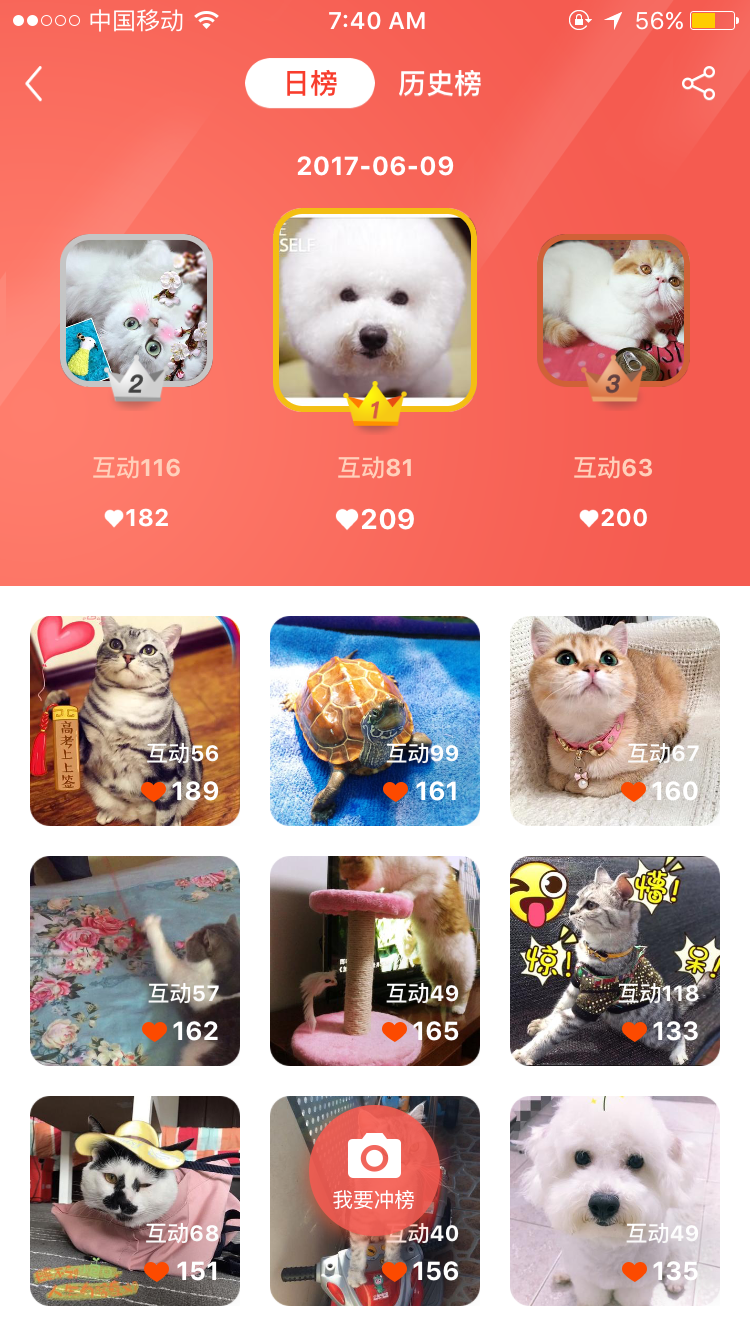 中国移动 7:40 AM 56%
日榜 历史榜
2017-06-09
E
SELF
2 1 3
互动116 互动81 互动63
182 209 200
高考上上签
互动56 互动99 互动67
189 161 160
懵!
惊! 呆!
互动57 互动49 互动118
162 165 133
我要冲榜
互动68 互动40 互动49
151 156 135